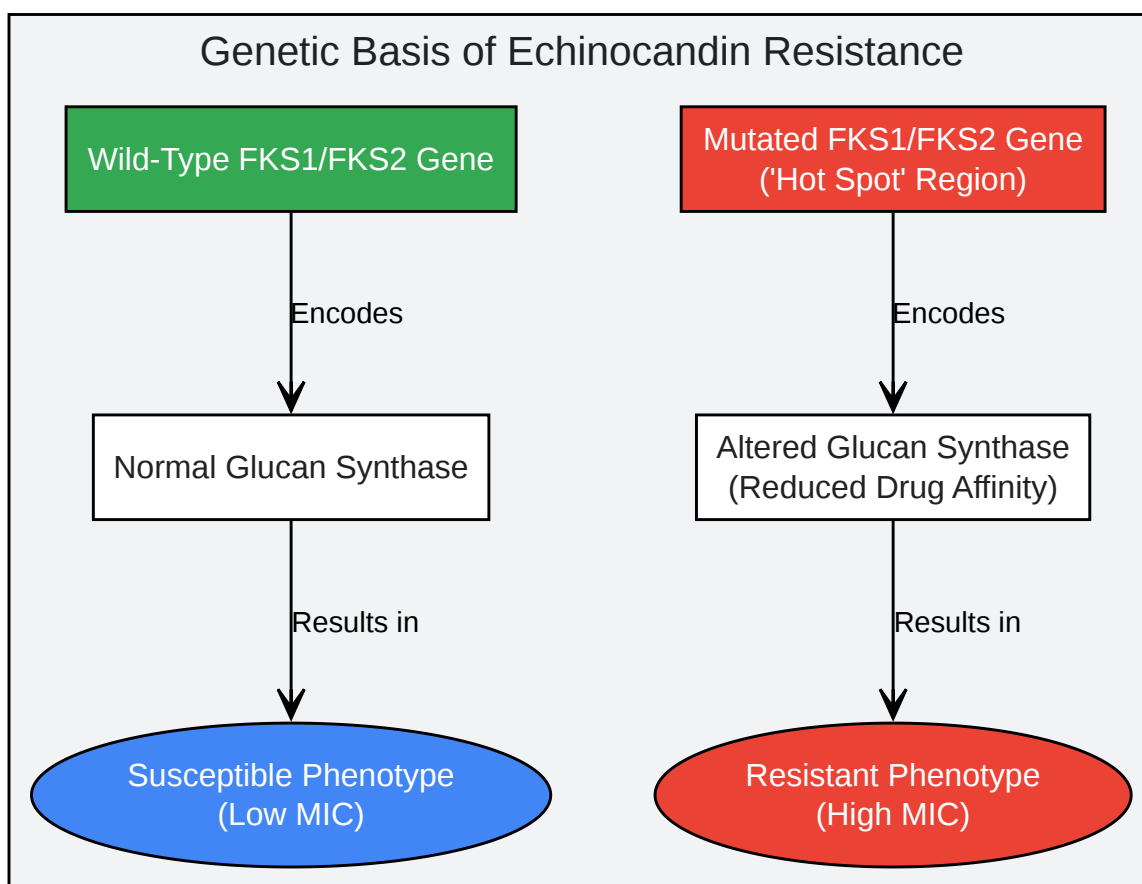 Genetic Basis of Echinocandin Resistance
Wild-Type FKS1/FKS2 Gene
Mutated FKS1/FKS2 Gene
('Hot Spot' Region)
Encodes
Encodes
Normal Glucan Synthase
Altered Glucan Synthase
(Reduced Drug Affinity)
Results in
Results in
Susceptible Phenotype
(Low MIC)
Resistant Phenotype
(High MIC)